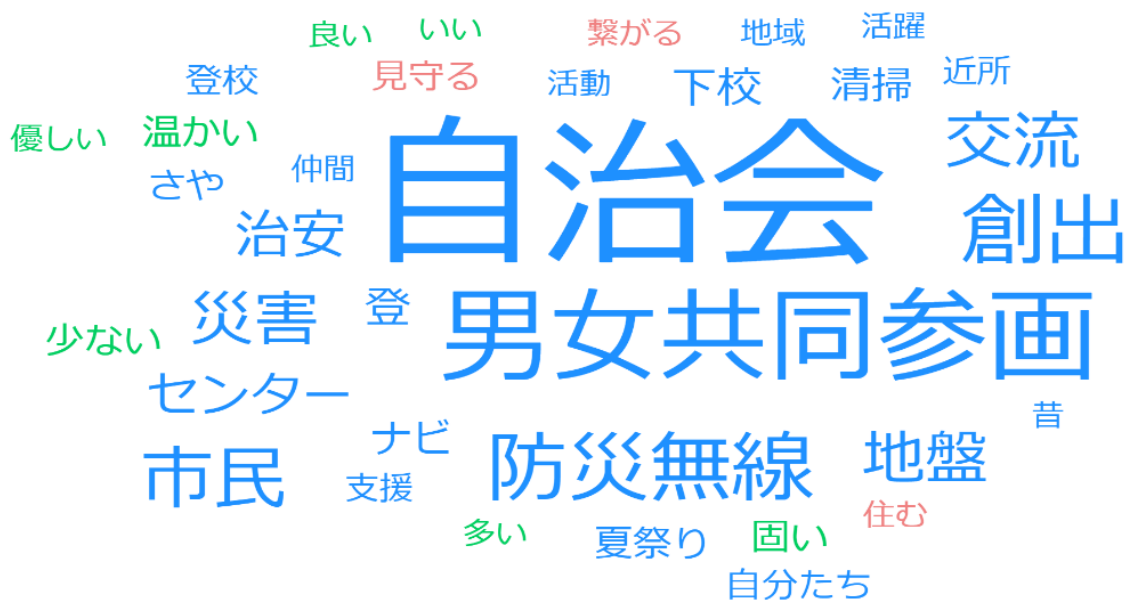 良い
いい
繋がる
地域
活躍
登校
見守る
活動
下校
清掃
近所
優しい
温かい
自治会
交流
さや
仲間
治安
創出
災害
登
男女共同参画
少ない
センター
昔
市民
ナビ
防災無線
地盤
支援
住む
多い
夏祭り
固い
自分たち